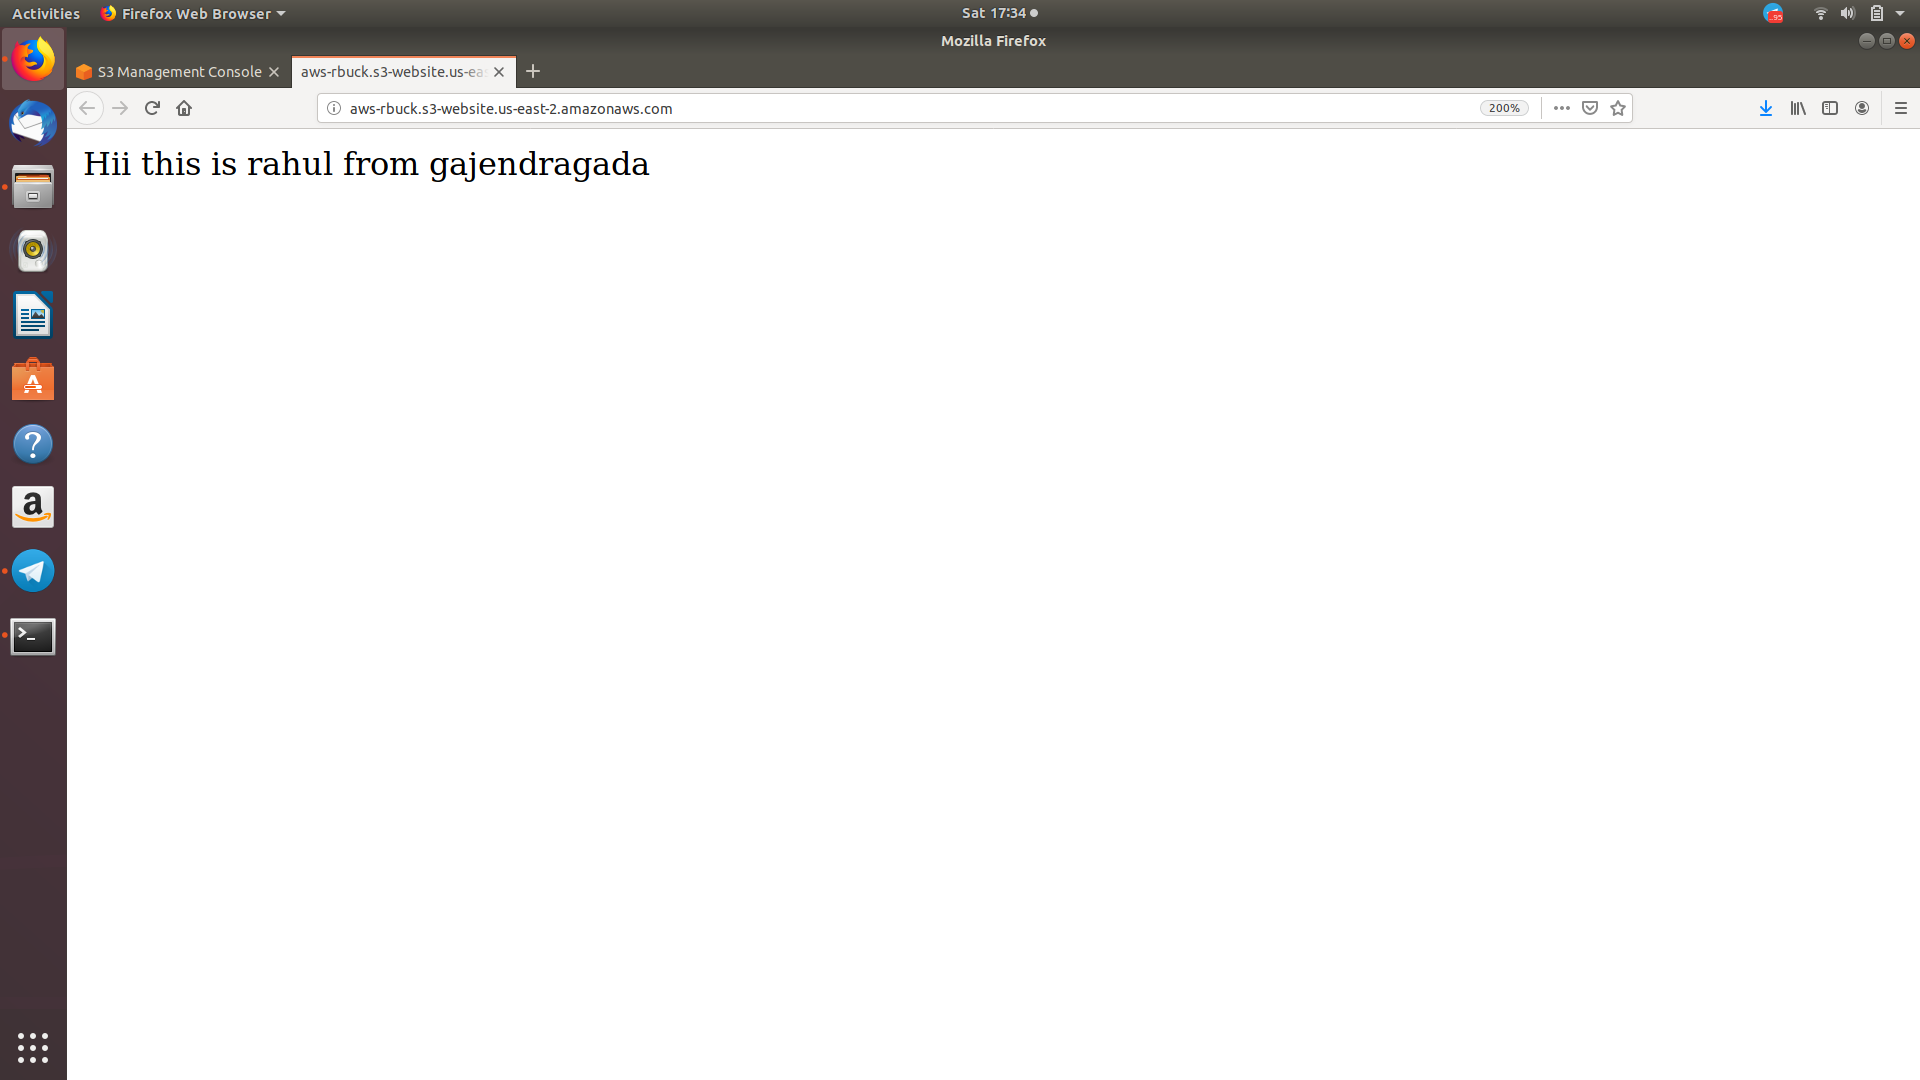 Activities Firefox Web Browser Sat 17:34
Mozilla Firefox
S3 Management Console aws-rbuck.s3-website.us-eas
aws-rbuck.s3-website.us-east-2.amazonaws.com 200%
Hii this is rahul from gajendragada